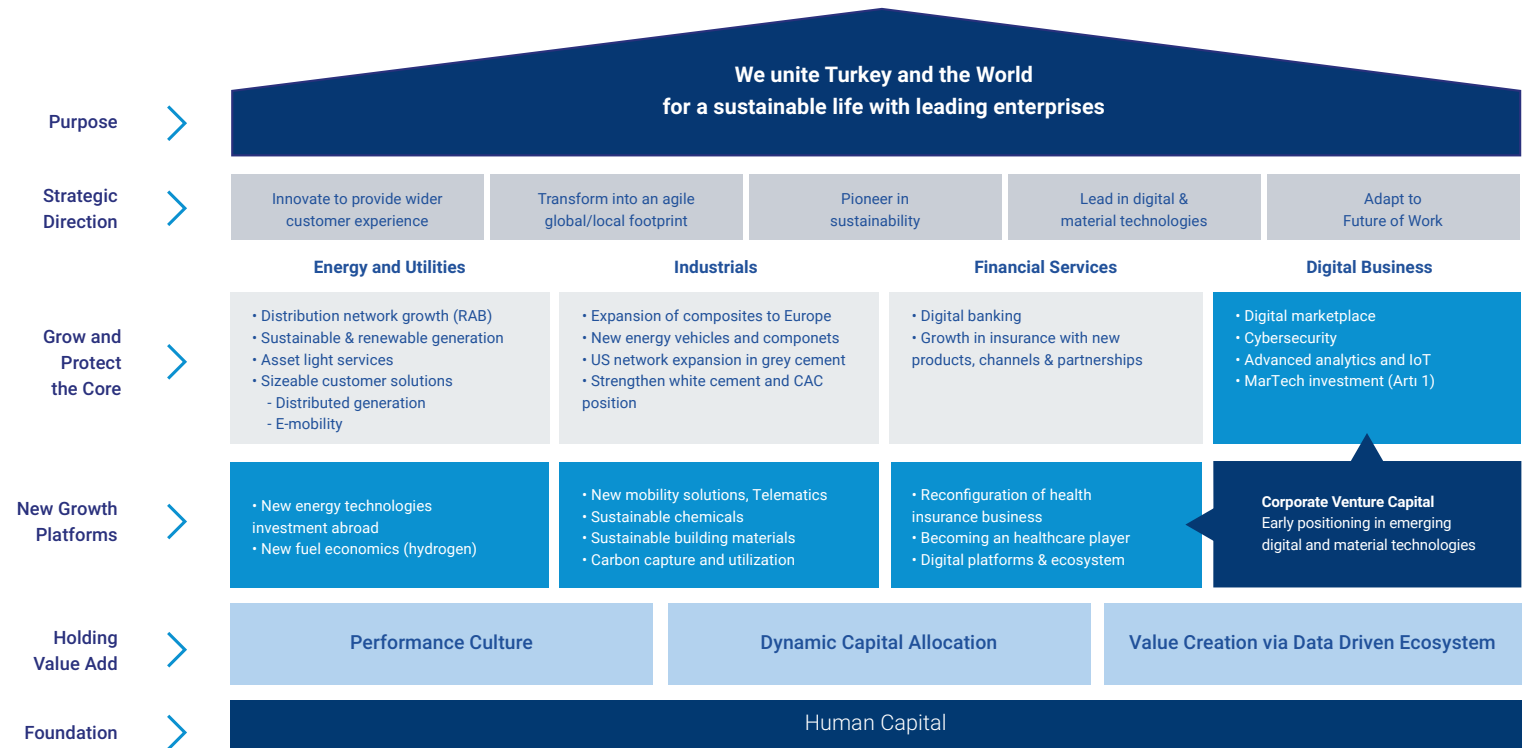 We unite Turkey and the World
for a sustainable life with leading enterprises
Purpose
Strategic
Direction
Innovate to provide wider
customer experience
Transform into an agile
global/local footprint
Pioneer in
sustainability
Lead in digital &
material technologies
Adapt to
Future of Work
Energy and Utilities
Industrials
Financial Services
Digital Business
Grow and
Protect
the Core
• Distribution network growth (RAB)
• Sustainable & renewable generation
• Asset light services
• Sizeable customer solutions
- Distributed generation
- E-mobility
• Expansion of composites to Europe
• New energy vehicles and componets
• US network expansion in grey cement
• Strengthen white cement and CAC
position
• Digital banking
• Growth in insurance with new
products, channels & partnerships
• Digital marketplace
• Cybersecurity
• Advanced analytics and IoT
• MarTech investment (Artı 1)
New Growth
Platforms
• New energy technologies
investment abroad
• New fuel economics (hydrogen)
• New mobility solutions, Telematics
• Sustainable chemicals
• Sustainable building materials
• Carbon capture and utilization
• Reconfiguration of health
insurance business
• Becoming an healthcare player
• Digital platforms & ecosystem
Corporate Venture Capital
Early positioning in emerging
digital and material technologies
Holding
Value Add
Performance Culture
Dynamic Capital Allocation
Value Creation via Data Driven Ecosystem
Foundation
Human Capital